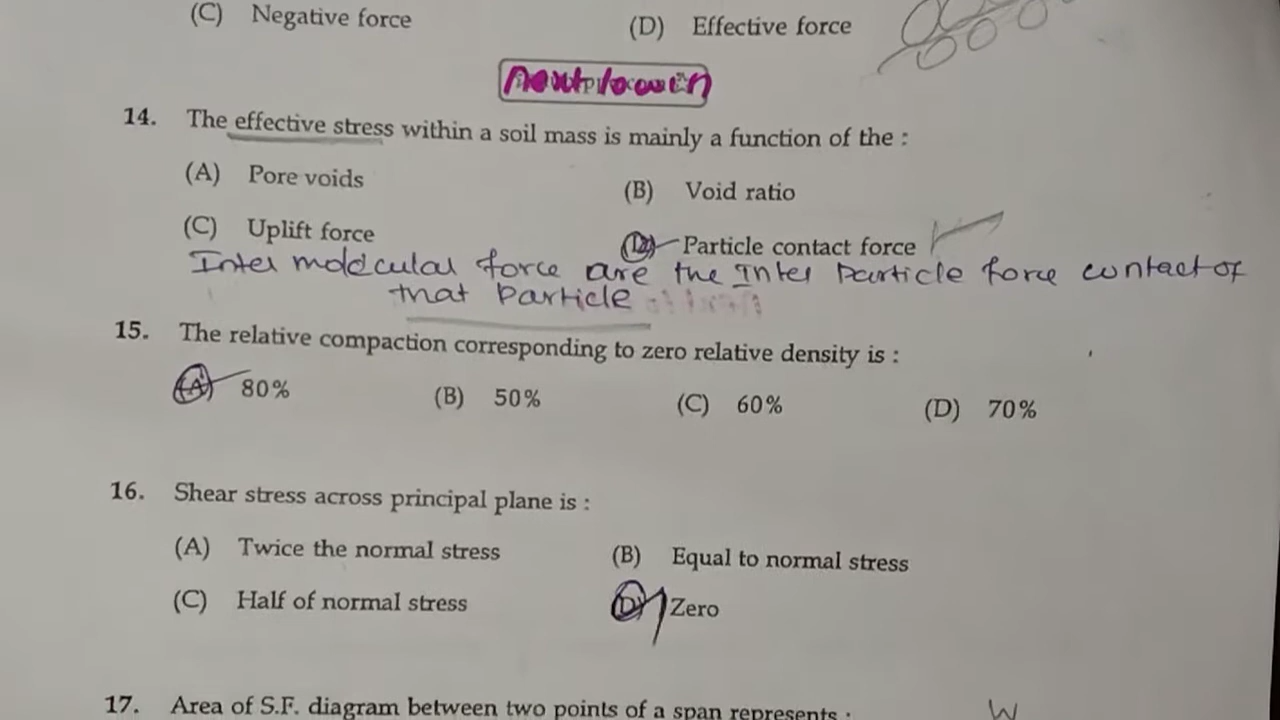 (C) Negative force (D) Effective force
14. The effective stress within a soil mass is mainly a function of the :
(A) Pore voids (B) Void ratio
(C) Uplift force (D) Particle contact force
Inter molecular force are the Inter Particle force contact of
that Particle
15. The relative compaction corresponding to zero relative density is :
(A) 80% (B) 50% (C) 60% (D) 70%
16. Shear stress across principal plane is :
(A) Twice the normal stress (B) Equal to normal stress
(C) Half of normal stress (D) Zero
17. Area of S.F. diagram between two points of a span represents :
W